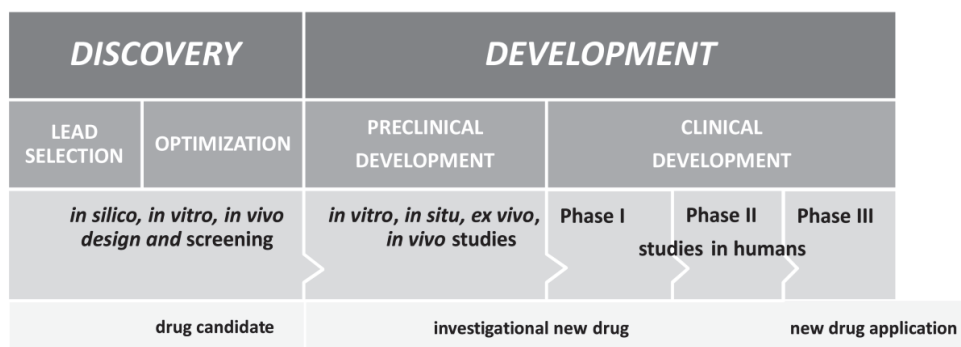 DISCOVERY
DEVELOPMENT
LEAD
SELECTION
OPTIMIZATION
PRECLINICAL
DEVELOPMENT
CLINICAL
DEVELOPMENT
in silico, in vitro, in vivo
design and screening
in vitro, in situ, ex vivo,
in vivo studies
Phase I
Phase II
Phase III
studies in humans
drug candidate
investigational new drug
new drug application